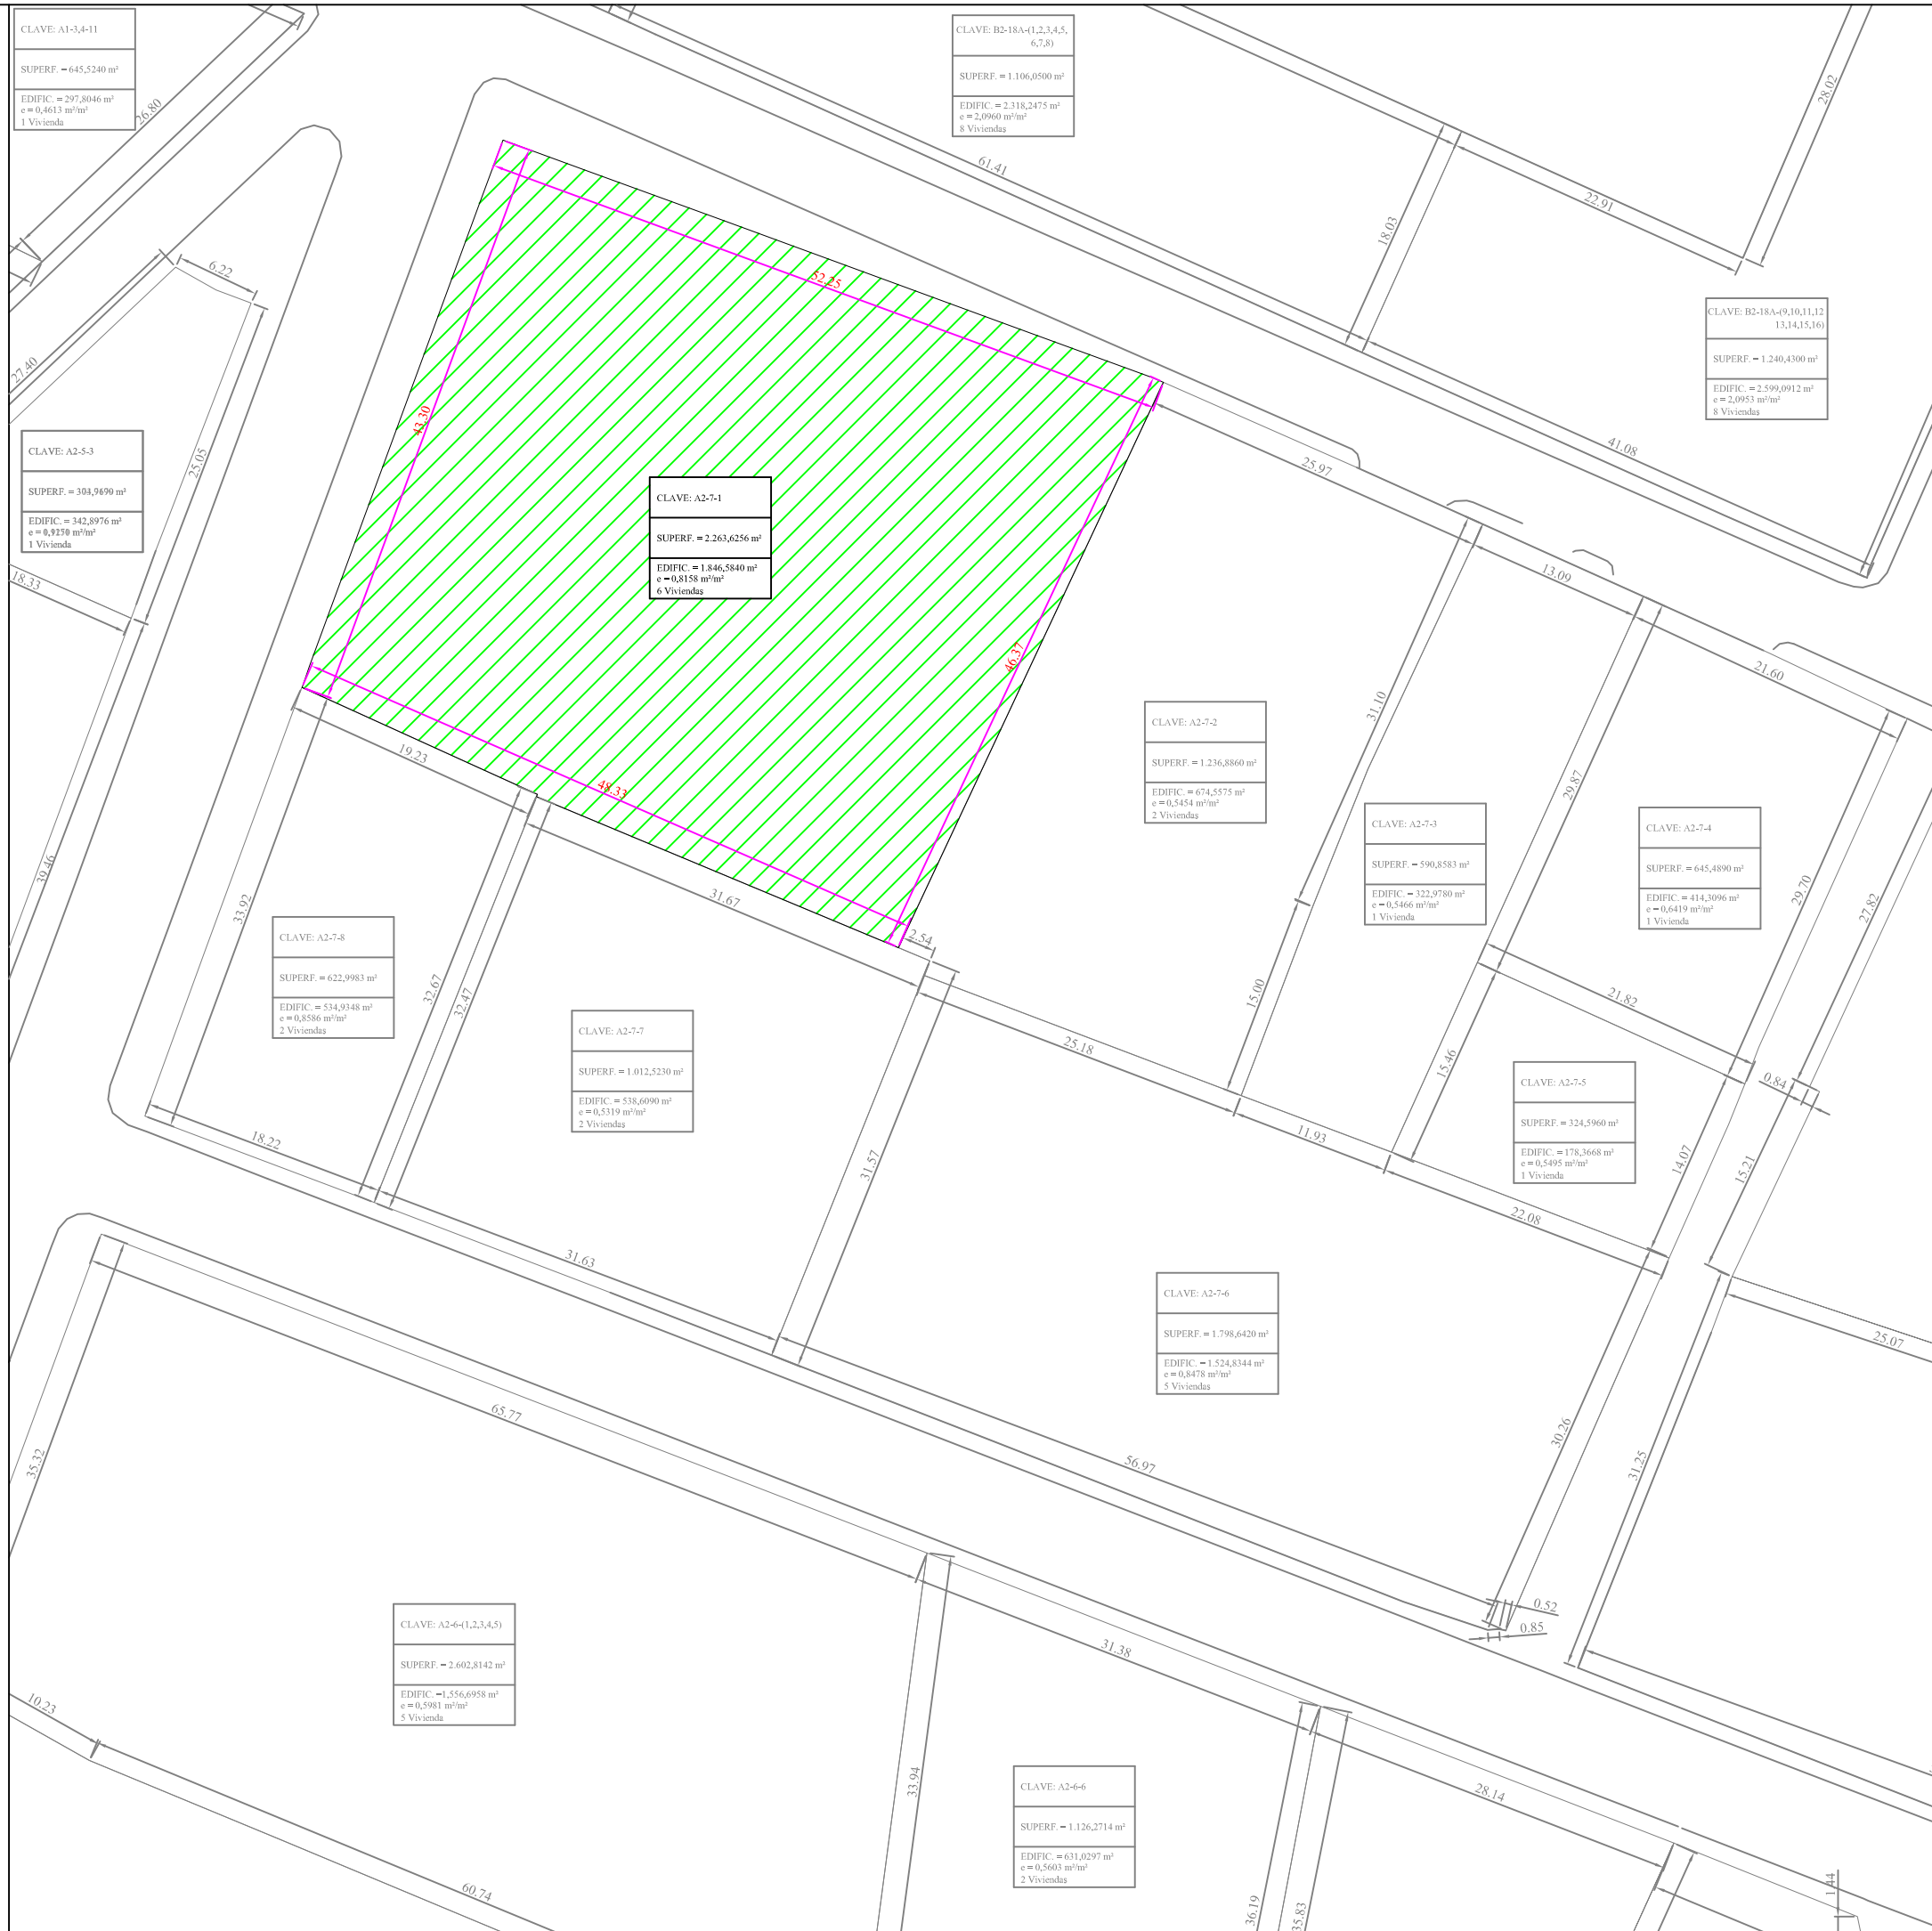 CLAVE: A1-3,4-11
SUPERF. = 645,5240 m²
EDIFIC. = 297,8046 m²
e = 0,4613 m²/m²
1 Vivienda
26.80
CLAVE: B2-18A-(1,2,3,4,5,
6,7,8)
SUPERF. = 1.106,0500 m²
EDIFIC. = 2.318,2475 m²
e = 2,0960 m²/m²
8 Viviendas
28.02
61.41
22.91
18.03
6.22
52.25
CLAVE: B2-18A-(9,10,11,12
13,14,15,16)
SUPERF. = 1.240,4300 m²
EDIFIC. = 2.599,0912 m²
e = 2,0953 m²/m²
8 Viviendas
27.40
43.30
41.08
25.97
25.05
CLAVE: A2-5-3
SUPERF. = 304,9690 m²
EDIFIC. = 342,8976 m²
e = 0,9250 m²/m²
1 Vivienda
CLAVE: A2-7-1
SUPERF. = 2.263,6256 m²
EDIFIC. = 1.846,5840 m²
e = 0,8158 m²/m²
6 Viviendas
18.33
13.09
46.37
21.60
31.10
CLAVE: A2-7-2
SUPERF. = 1.236,8860 m²
EDIFIC. = 674,5575 m²
e = 0,5454 m²/m²
2 Viviendas
19.23
48.33
29.87
CLAVE: A2-7-3
SUPERF. = 590,8583 m²
EDIFIC. = 322,9780 m²
e = 0,5466 m²/m²
1 Vivienda
CLAVE: A2-7-4
SUPERF. = 645,4890 m²
EDIFIC. = 414,3096 m²
e = 0,6419 m²/m²
1 Vivienda
39.46
33.92
31.67
29.70
27.82
2.54
CLAVE: A2-7-8
SUPERF. = 622,9983 m²
EDIFIC. = 534,9348 m²
e = 0,8586 m²/m²
2 Viviendas
32.67
32.47
15.00
21.82
CLAVE: A2-7-7
SUPERF. = 1.012,5230 m²
EDIFIC. = 538,6090 m²
e = 0,5319 m²/m²
2 Viviendas
25.18
15.46
0.84
CLAVE: A2-7-5
SUPERF. = 324,5960 m²
EDIFIC. = 178,3668 m²
e = 0,5495 m²/m²
1 Vivienda
18.22
11.93
31.57
14.07
15.21
22.08
31.63
CLAVE: A2-7-6
SUPERF. = 1.798,6420 m²
EDIFIC. = 1.524,8344 m²
e = 0,8478 m²/m²
5 Viviendas
25.07
65.77
35.32
56.97
30.26
31.25
0.52
0.85
CLAVE: A2-6-(1,2,3,4,5)
SUPERF. = 2.602,8142 m²
EDIFIC. =1,556,6958 m²
e = 0,5981 m²/m²
5 Vivienda
31.38
10.23
33.94
CLAVE: A2-6-6
SUPERF. = 1.126,2714 m²
EDIFIC. = 631,0297 m²
e = 0,5603 m²/m²
2 Viviendas
28.14
60.74
36.19
35.83
1.44